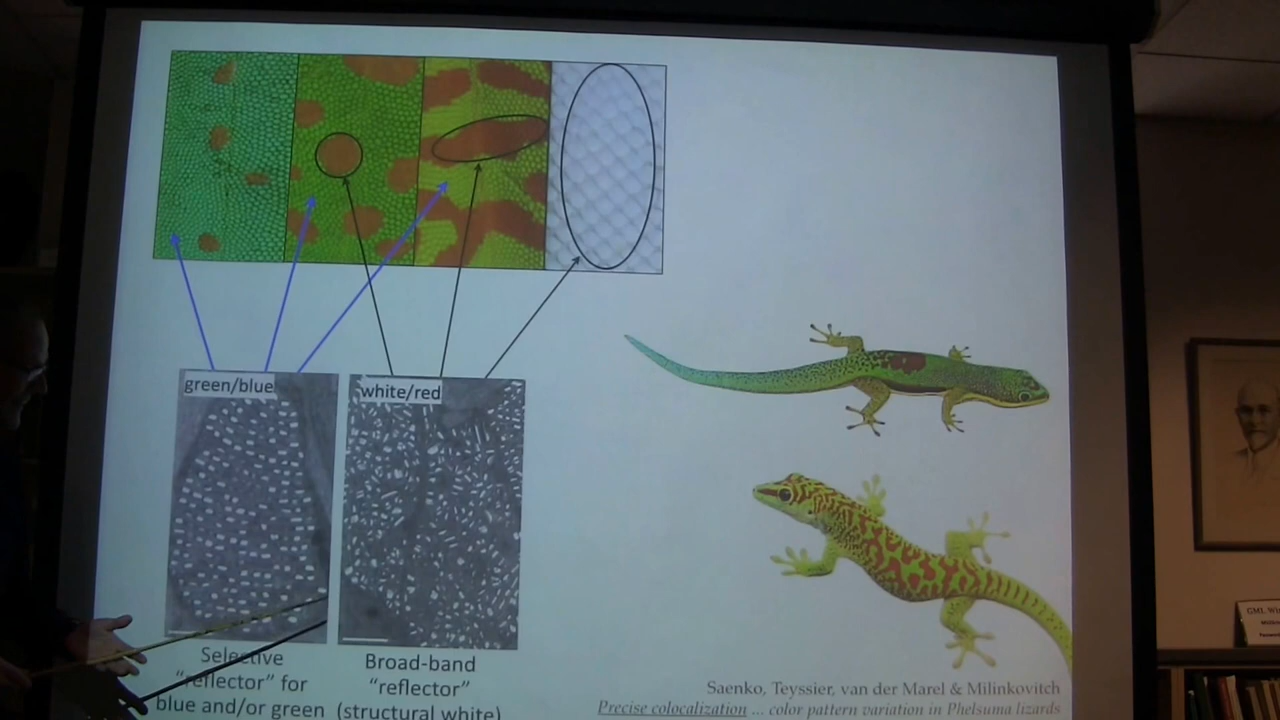 green/blue
white/red
Selective
“reflector” for
blue and/or green
Broad-band
“reflector”
(structural white)
Saenko, Teyssier, van der Marel & Milinkovitch
Precise colocalization ... color pattern variation in Phelsuma lizards
GML